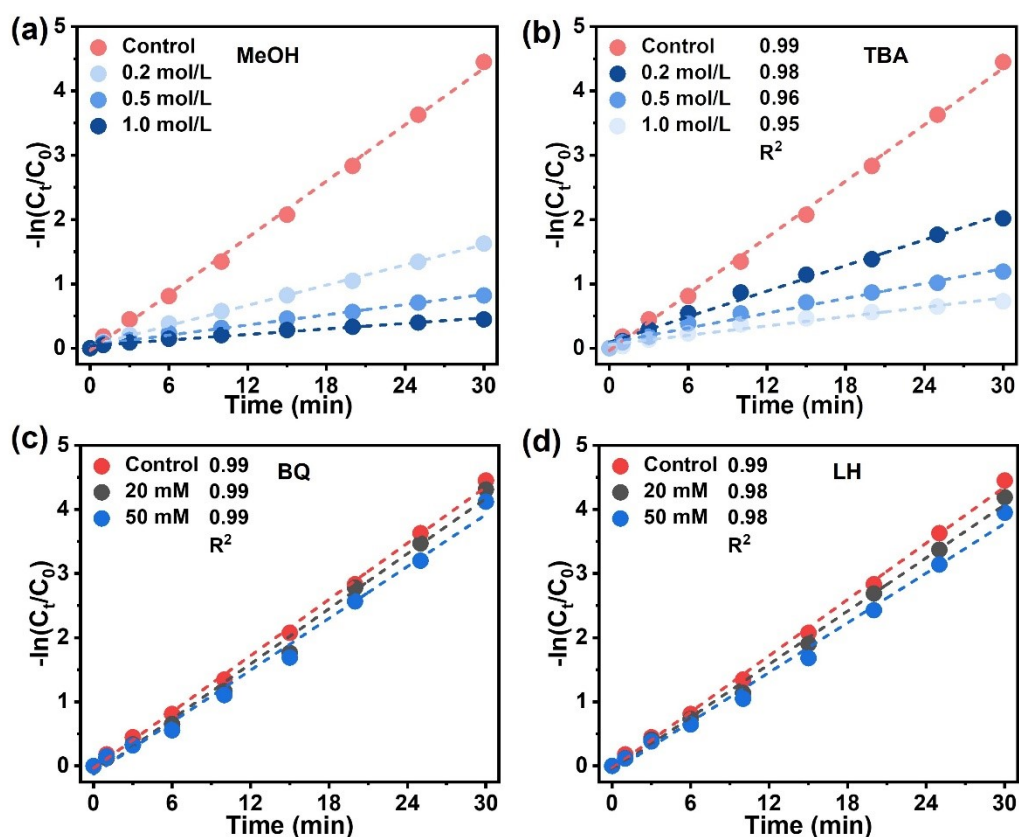 (a)
MeOH
Control
0.2 mol/L
0.5 mol/L
1.0 mol/L
-ln(Cₜ/C₀)
5
4
3
2
1
0
0 6 12 18 24 30
Time (min)
(b)
TBA
Control 0.99
0.2 mol/L 0.98
0.5 mol/L 0.96
1.0 mol/L 0.95
R²
-ln(Cₜ/C₀)
5
4
3
2
1
0
0 6 12 18 24 30
Time (min)
(c)
BQ
Control 0.99
20 mM 0.99
50 mM 0.99
R²
-ln(Cₜ/C₀)
5
4
3
2
1
0
0 6 12 18 24 30
Time (min)
(d)
LH
Control 0.99
20 mM 0.98
50 mM 0.98
R²
-ln(Cₜ/C₀)
5
4
3
2
1
0
0 6 12 18 24 30
Time (min)